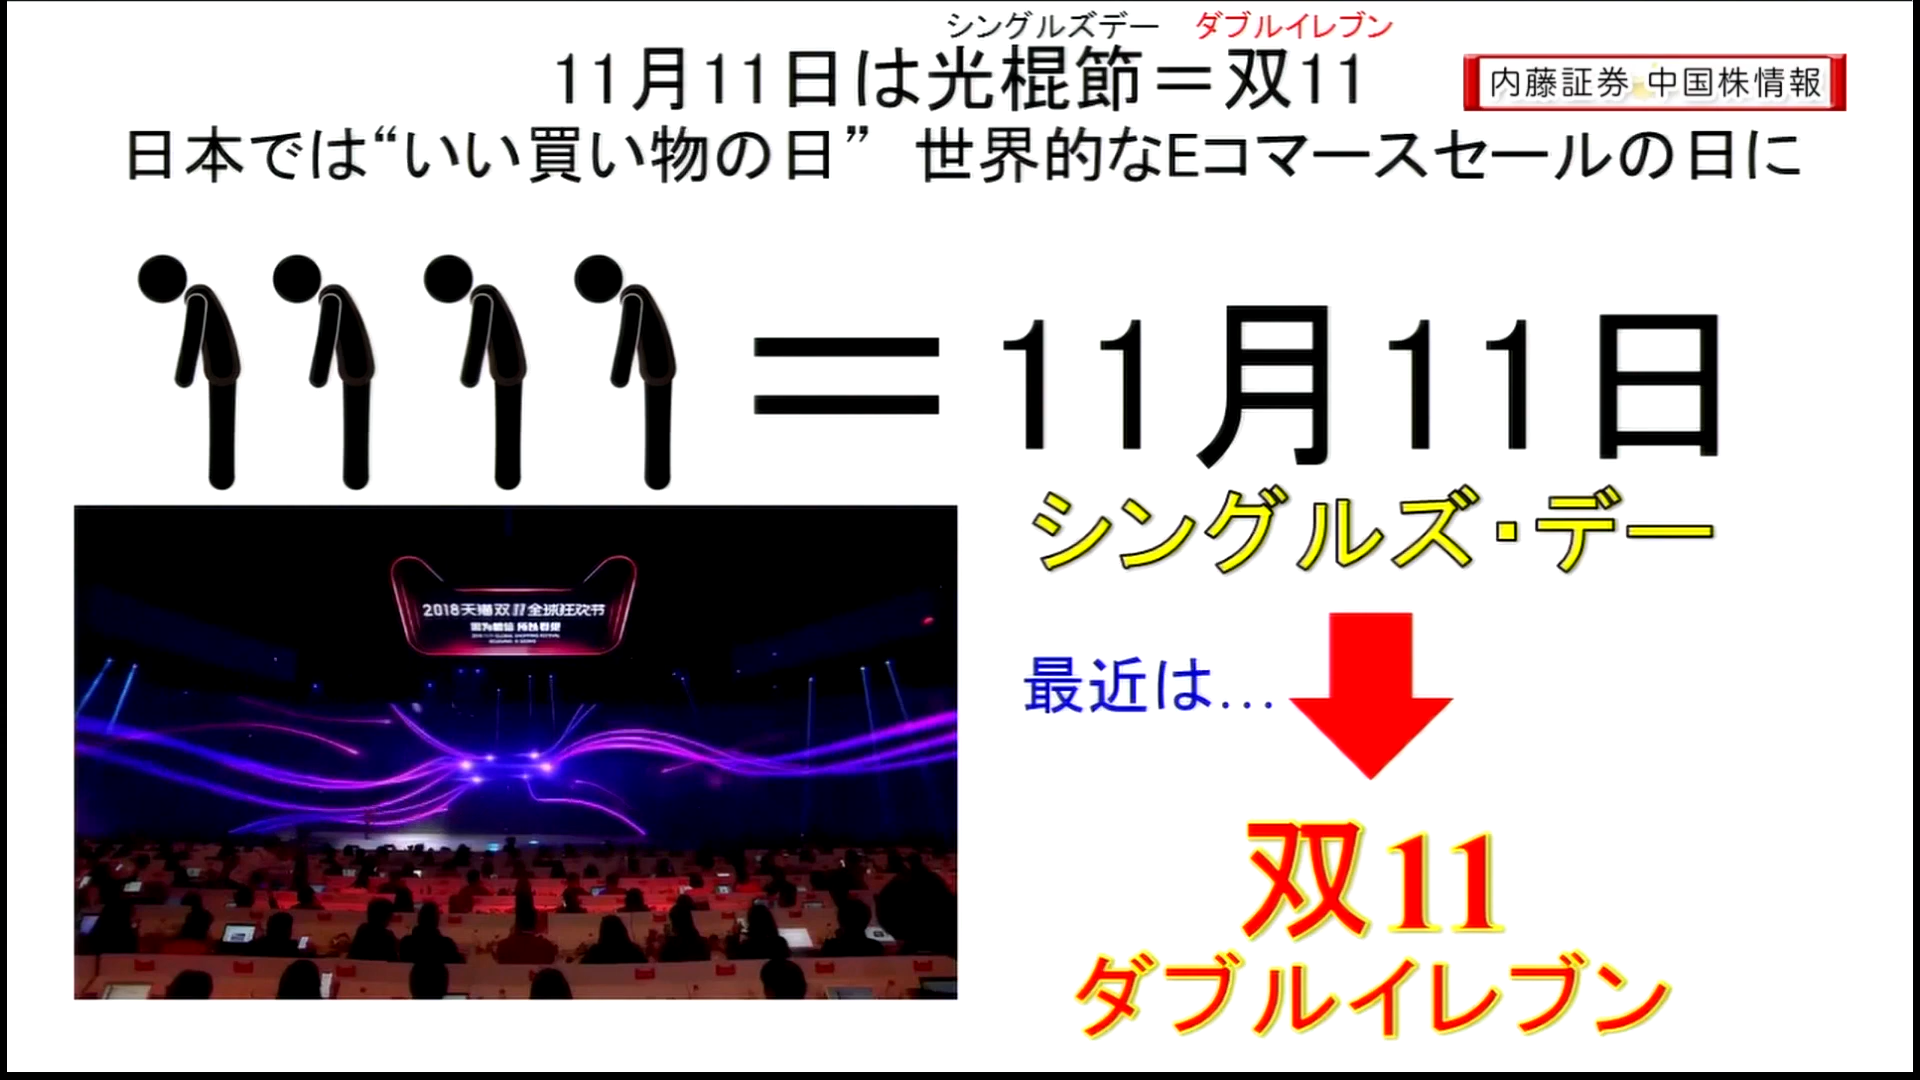 シングルズデー ダブルイレブン
11月11日は光棍節＝双11
内藤証券 中国株情報
日本では“いい買い物の日” 世界的なEコマースセールの日に
＝11月11日
シングルズ・デー
2018天猫双11全球狂欢节
最近は…
双11
ダブルイレブン